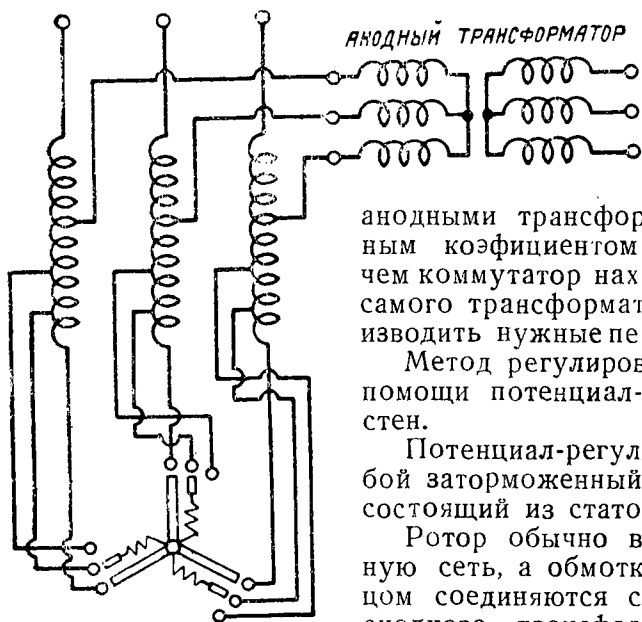 АНОДНЫЙ ТРАНСФОРМАТОР
анодными трансфор
ным коэфициентом
чем коммутатор нах
самого трансформат
изводить нужные пе
Метод регулиров
помощи потенциал-
стен.
Потенциал-регул
бой заторможенный
состоящий из стато
Ротор обычно в
ную сеть, а обмотк
цом соединяются с